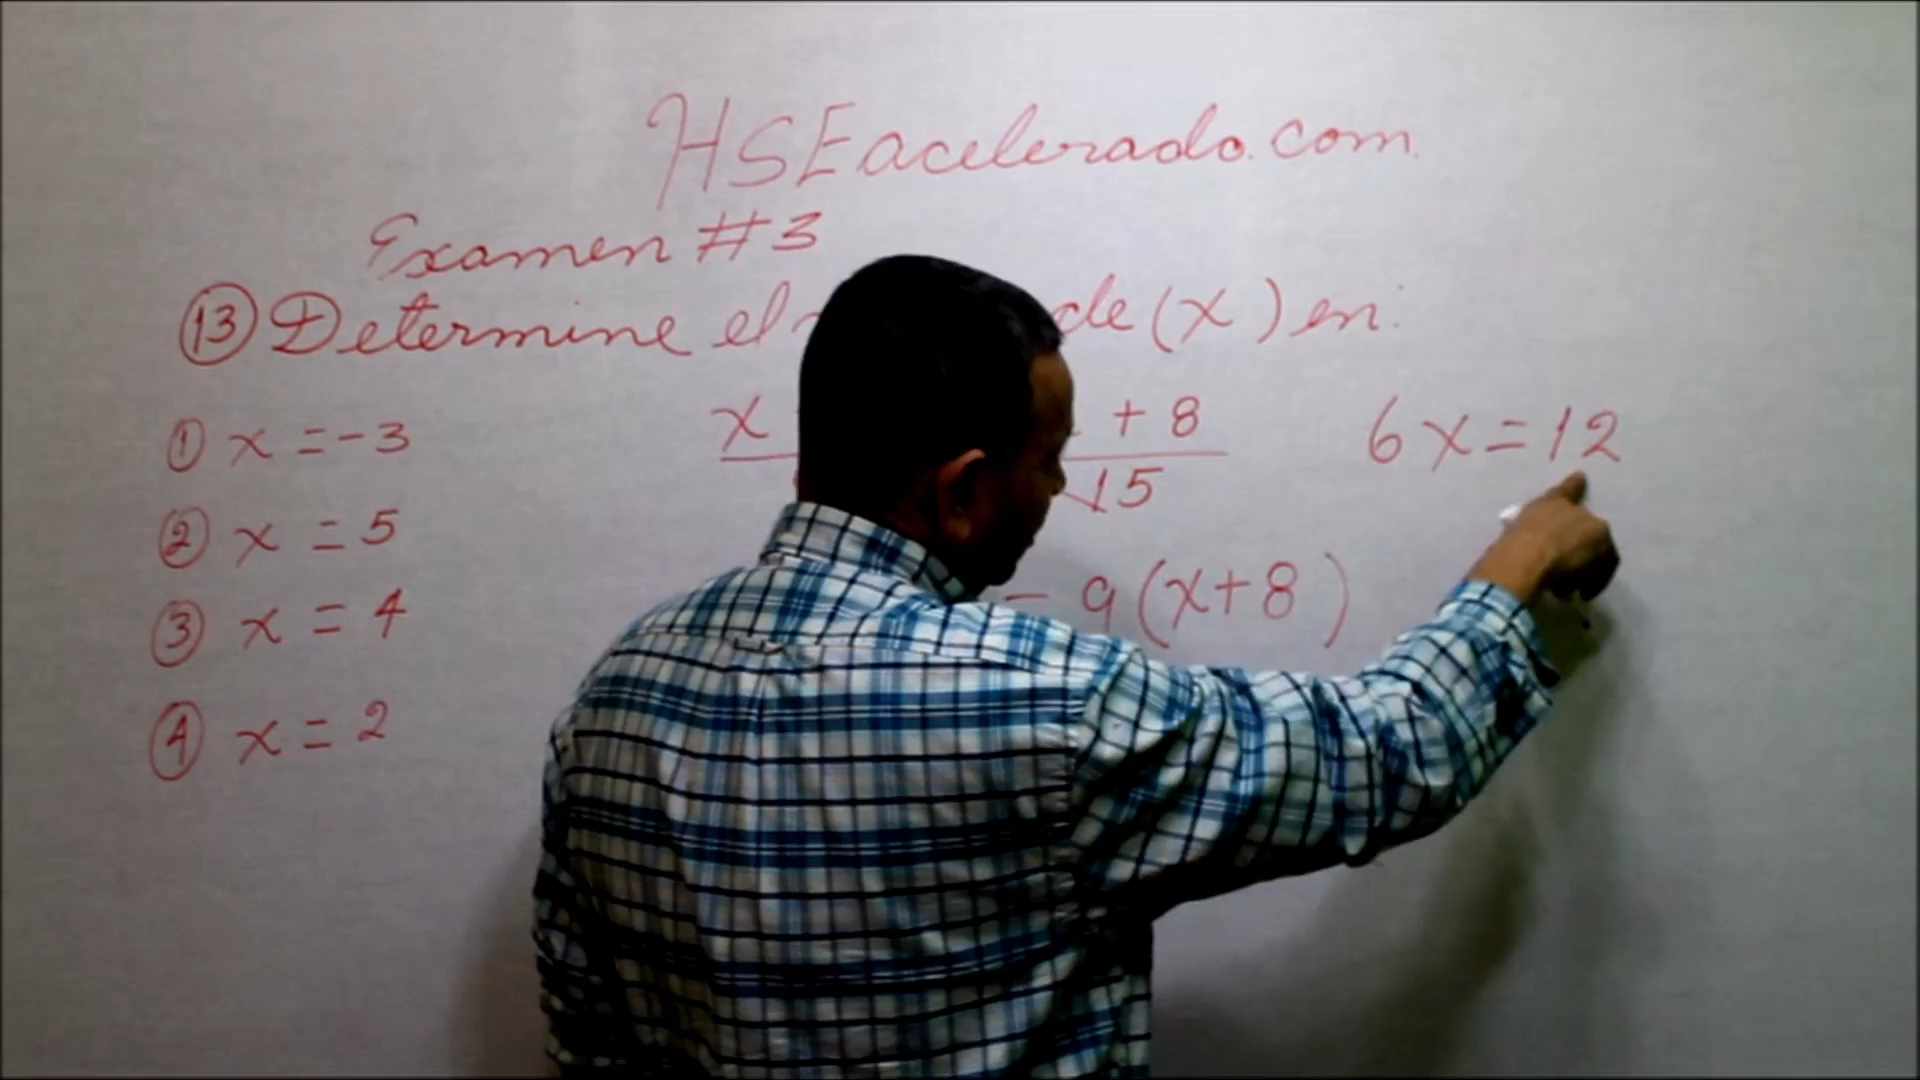 HSEacelerado.com
Examen #3
13 Determine el de (x) en:
1 x = -3
2 x = 5
3 x = 4
4 x = 2
x + 8
15
6x = 12
- 9(x+8)